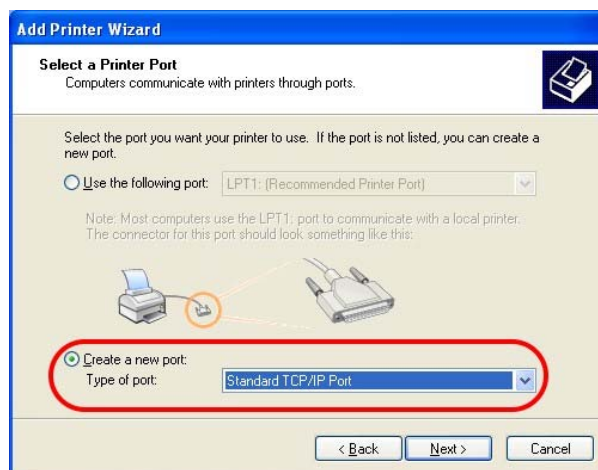 Add Printer Wizard
Select a Printer Port
Computers communicate with printers through ports.
Select the port you want your printer to use. If the port is not listed, you can create a
new port.
Use the following port: LPT1: (Recommended Printer Port)
Note: Most computers use the LPT1: port to communicate with a local printer.
The connector for this port should look something like this:
Create a new port:
Type of port: Standard TCP/IP Port
< Back Next > Cancel